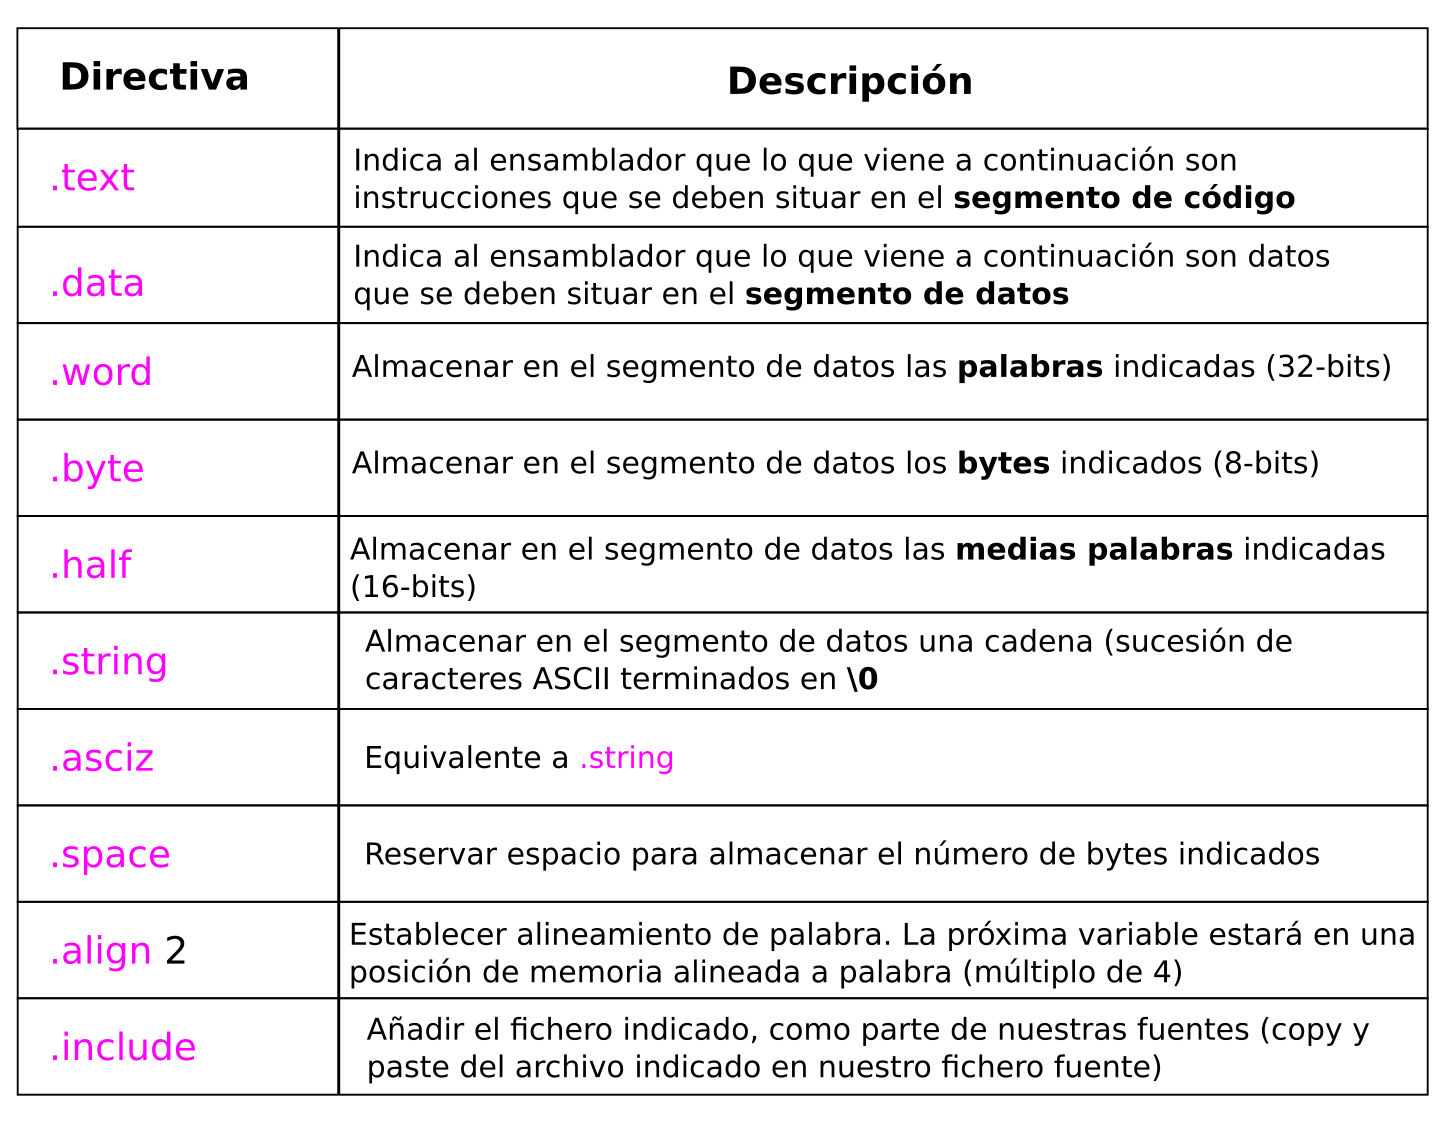 Directiva
Descripción
.text
Indica al ensamblador que lo que viene a continuación son
instrucciones que se deben situar en el segmento de código
.data
Indica al ensamblador que lo que viene a continuación son datos
que se deben situar en el segmento de datos
.word
Almacenar en el segmento de datos las palabras indicadas (32-bits)
.byte
Almacenar en el segmento de datos los bytes indicados (8-bits)
.half
Almacenar en el segmento de datos las medias palabras indicadas
(16-bits)
.string
Almacenar en el segmento de datos una cadena (sucesión de
caracteres ASCII terminados en \0
.asciz
Equivalente a .string
.space
Reservar espacio para almacenar el número de bytes indicados
.align 2
Establecer alineamiento de palabra. La próxima variable estará en una
posición de memoria alineada a palabra (múltiplo de 4)
.include
Añadir el fichero indicado, como parte de nuestras fuentes (copy y
paste del archivo indicado en nuestro fichero fuente)